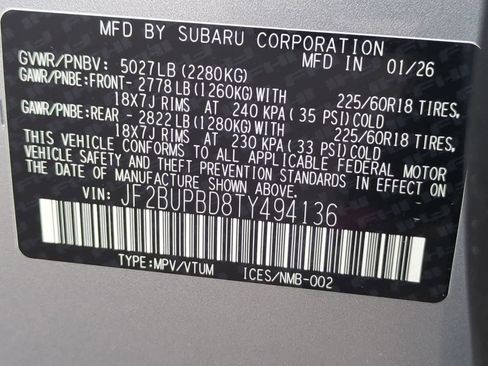 MFD BY SUBARU CORPORATION
GVWR/PNBV: 5027LB (2280KG) MFD IN 01/26
GAWR/PNBE:FRONT- 2778 LB (1260KG) WITH 225/60R18 TIRES,
18X7J RIMS AT 240 KPA ( 35 PSI) COLD
GAWR/PNBE:REAR - 2822 LB (1280KG) WITH 225/60R18 TIRES,
18X7J RIMS AT 230 KPA ( 33 PSI) COLD
THIS VEHICLE CONFORMS TO ALL APPLICABLE FEDERAL MOTOR
VEHICLE SAFETY AND THEFT PREVENTION STANDARDS IN EFFECT ON
THE DATE OF MANUFACTURE SHOWN ABOVE.
VIN: JF2BUPBD8TY494136
TYPE:MPV/VTUM ICES/NMB-002